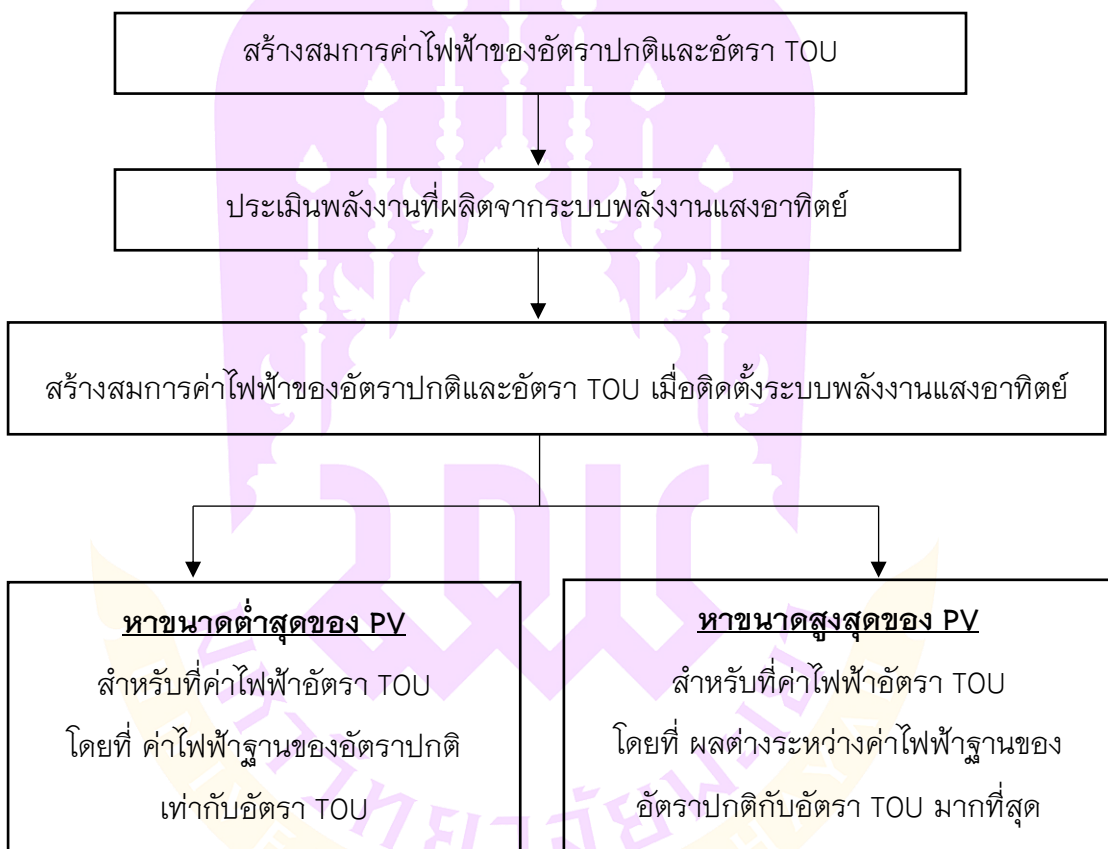 สร้างสมการค่าไฟฟ้าของอัตราปกติและอัตรา TOU
ประเมินพลังงานที่ผลิตจากระบบพลังงานแสงอาทิตย์
สร้างสมการค่าไฟฟ้าของอัตราปกติและอัตรา TOU เมื่อติดตั้งระบบพลังงานแสงอาทิตย์
หาขนาดต่ำสุดของ PV
สำหรับที่ค่าไฟฟ้าอัตรา TOU
โดยที่ ค่าไฟฟ้าฐานของอัตราปกติ
เท่ากับอัตรา TOU
หาขนาดสูงสุดของ PV
สำหรับที่ค่าไฟฟ้าอัตรา TOU
โดยที่ ผลต่างระหว่างค่าไฟฟ้าฐานของ
อัตราปกติกับอัตรา TOU มากที่สุด